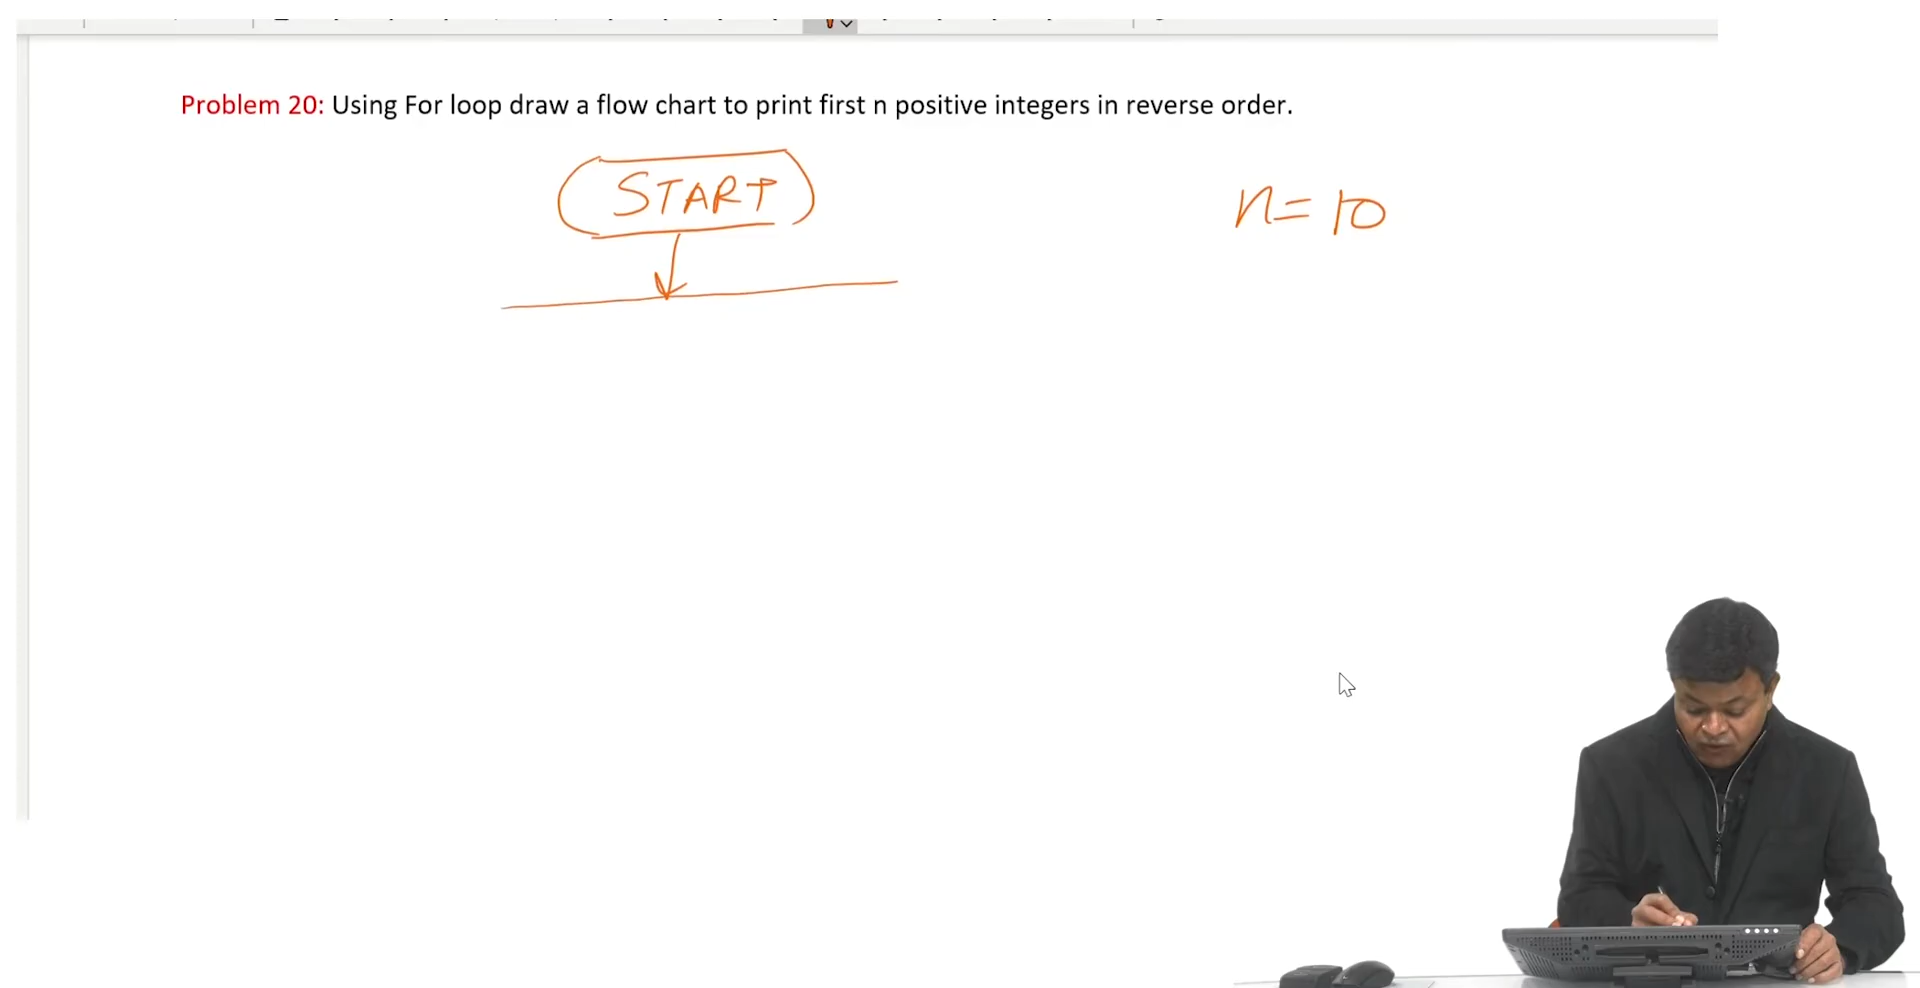 Problem 20: Using For loop draw a flow chart to print first n positive integers in reverse order.
START
n = 10